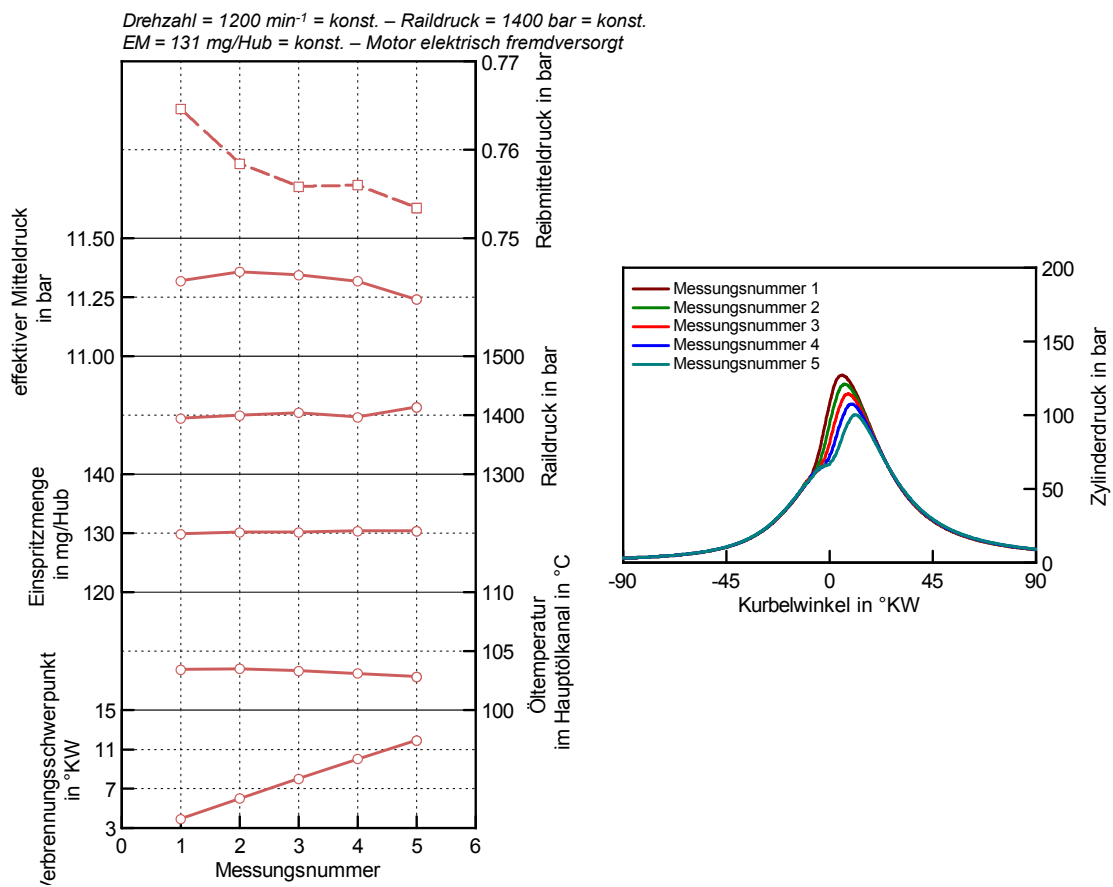 Drehzahl = 1200 min⁻¹ = konst. – Raildruck = 1400 bar = konst.
EM = 131 mg/Hub = konst. – Motor elektrisch fremdversorgt
0.77
0.76
0.75
Reibmitteldruck in bar
11.50
11.25
11.00
effektiver Mitteldruck
in bar
1500
1400
1300
Raildruck in bar
140
130
120
Einspritzmenge
in mg/Hub
110
105
100
Öltemperatur
im Hauptölkanal in °C
15
11
7
3
Verbrennungsschwerpunkt
in °KW
0
1
2
3
4
5
6
Messungsnummer
Messungsnummer 1
Messungsnummer 2
Messungsnummer 3
Messungsnummer 4
Messungsnummer 5
200
150
100
50
0
Zylinderdruck in bar
-90
-45
0
45
90
Kurbelwinkel in °KW